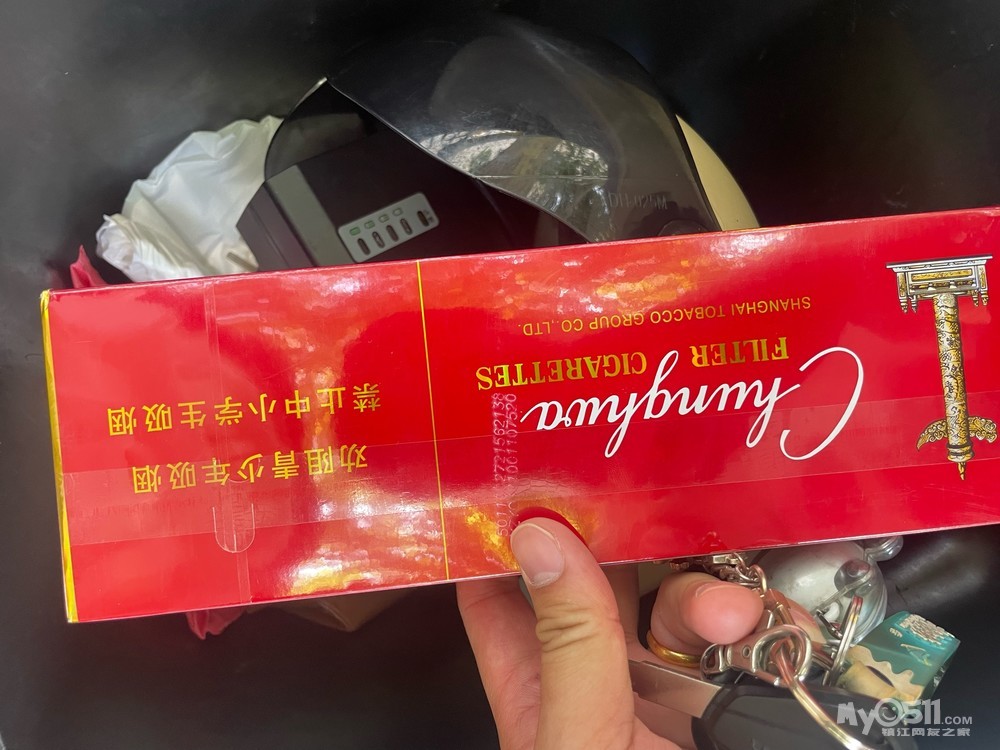 Chunghwa
FILTER CIGARETTES
SHANGHAI TOBACCO GROUP CO.,LTD.
劝阻青少年吸烟
禁止中小学生吸烟
My0511.COM
镇江网友之家